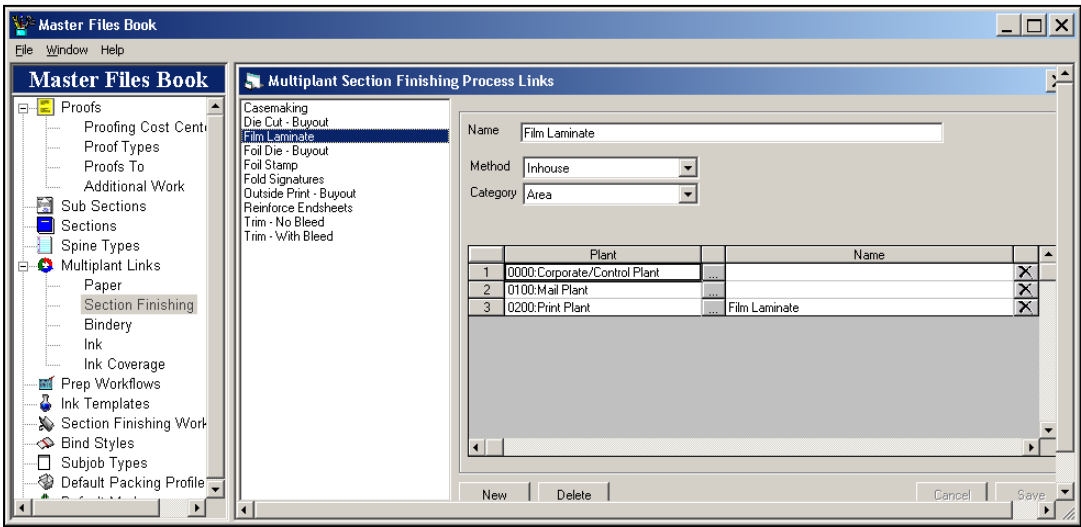 Master Files Book
File Window Help
Master Files Book
Proofs
Proofing Cost Cent
Proof Types
Proofs To
Additional Work
Sub Sections
Sections
Spine Types
Multiplant Links
Paper
Section Finishing
Bindery
Ink
Ink Coverage
Prep Workflows
Ink Templates
Section Finishing Work
Bind Styles
Subjob Types
Default Packing Profile
Multiplant Section Finishing Process Links
Casemaking
Die Cut - Buyout
Film Laminate
Foil Die - Buyout
Foil Stamp
Fold Signatures
Outside Print - Buyout
Reinforce Endsheets
Trim - No Bleed
Trim - With Bleed
Name Film Laminate
Method Inhouse
Category Area
Plant Name
1 0000:Corporate/Control Plant ...
2 0100:Mail Plant ...
3 0200:Print Plant ... Film Laminate
New Delete Cancel Save